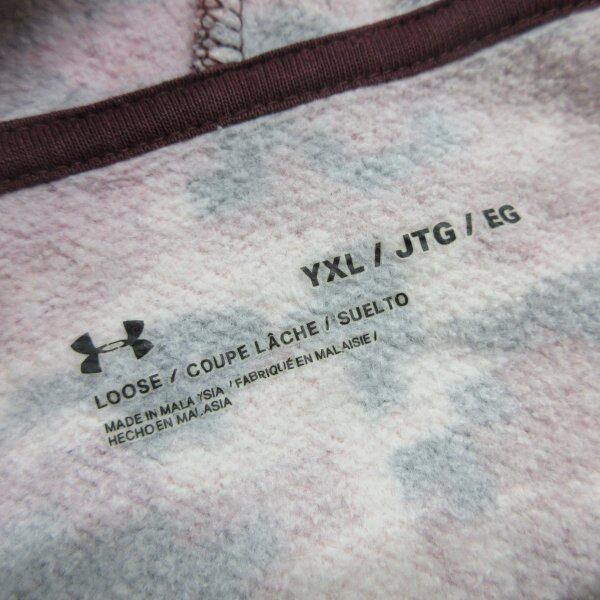 YXL / JTG / EG
LOOSE / COUPE LÂCHE / SUELTO
MADE IN MALAYSIA / FABRIQUÉ EN MALAISIE /
HECHO EN MALASIA